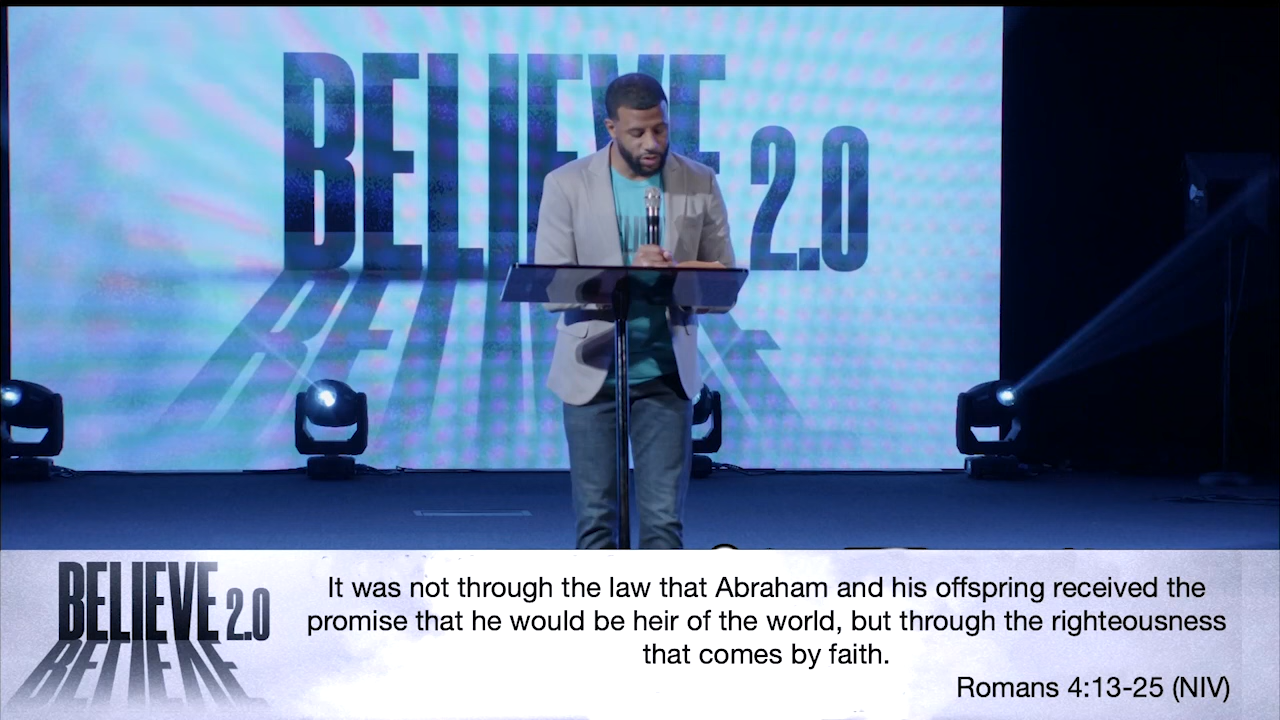 BELIEVE 2.0
BELIEVE 2.0
It was not through the law that Abraham and his offspring received the
promise that he would be heir of the world, but through the righteousness
that comes by faith.
Romans 4:13-25 (NIV)